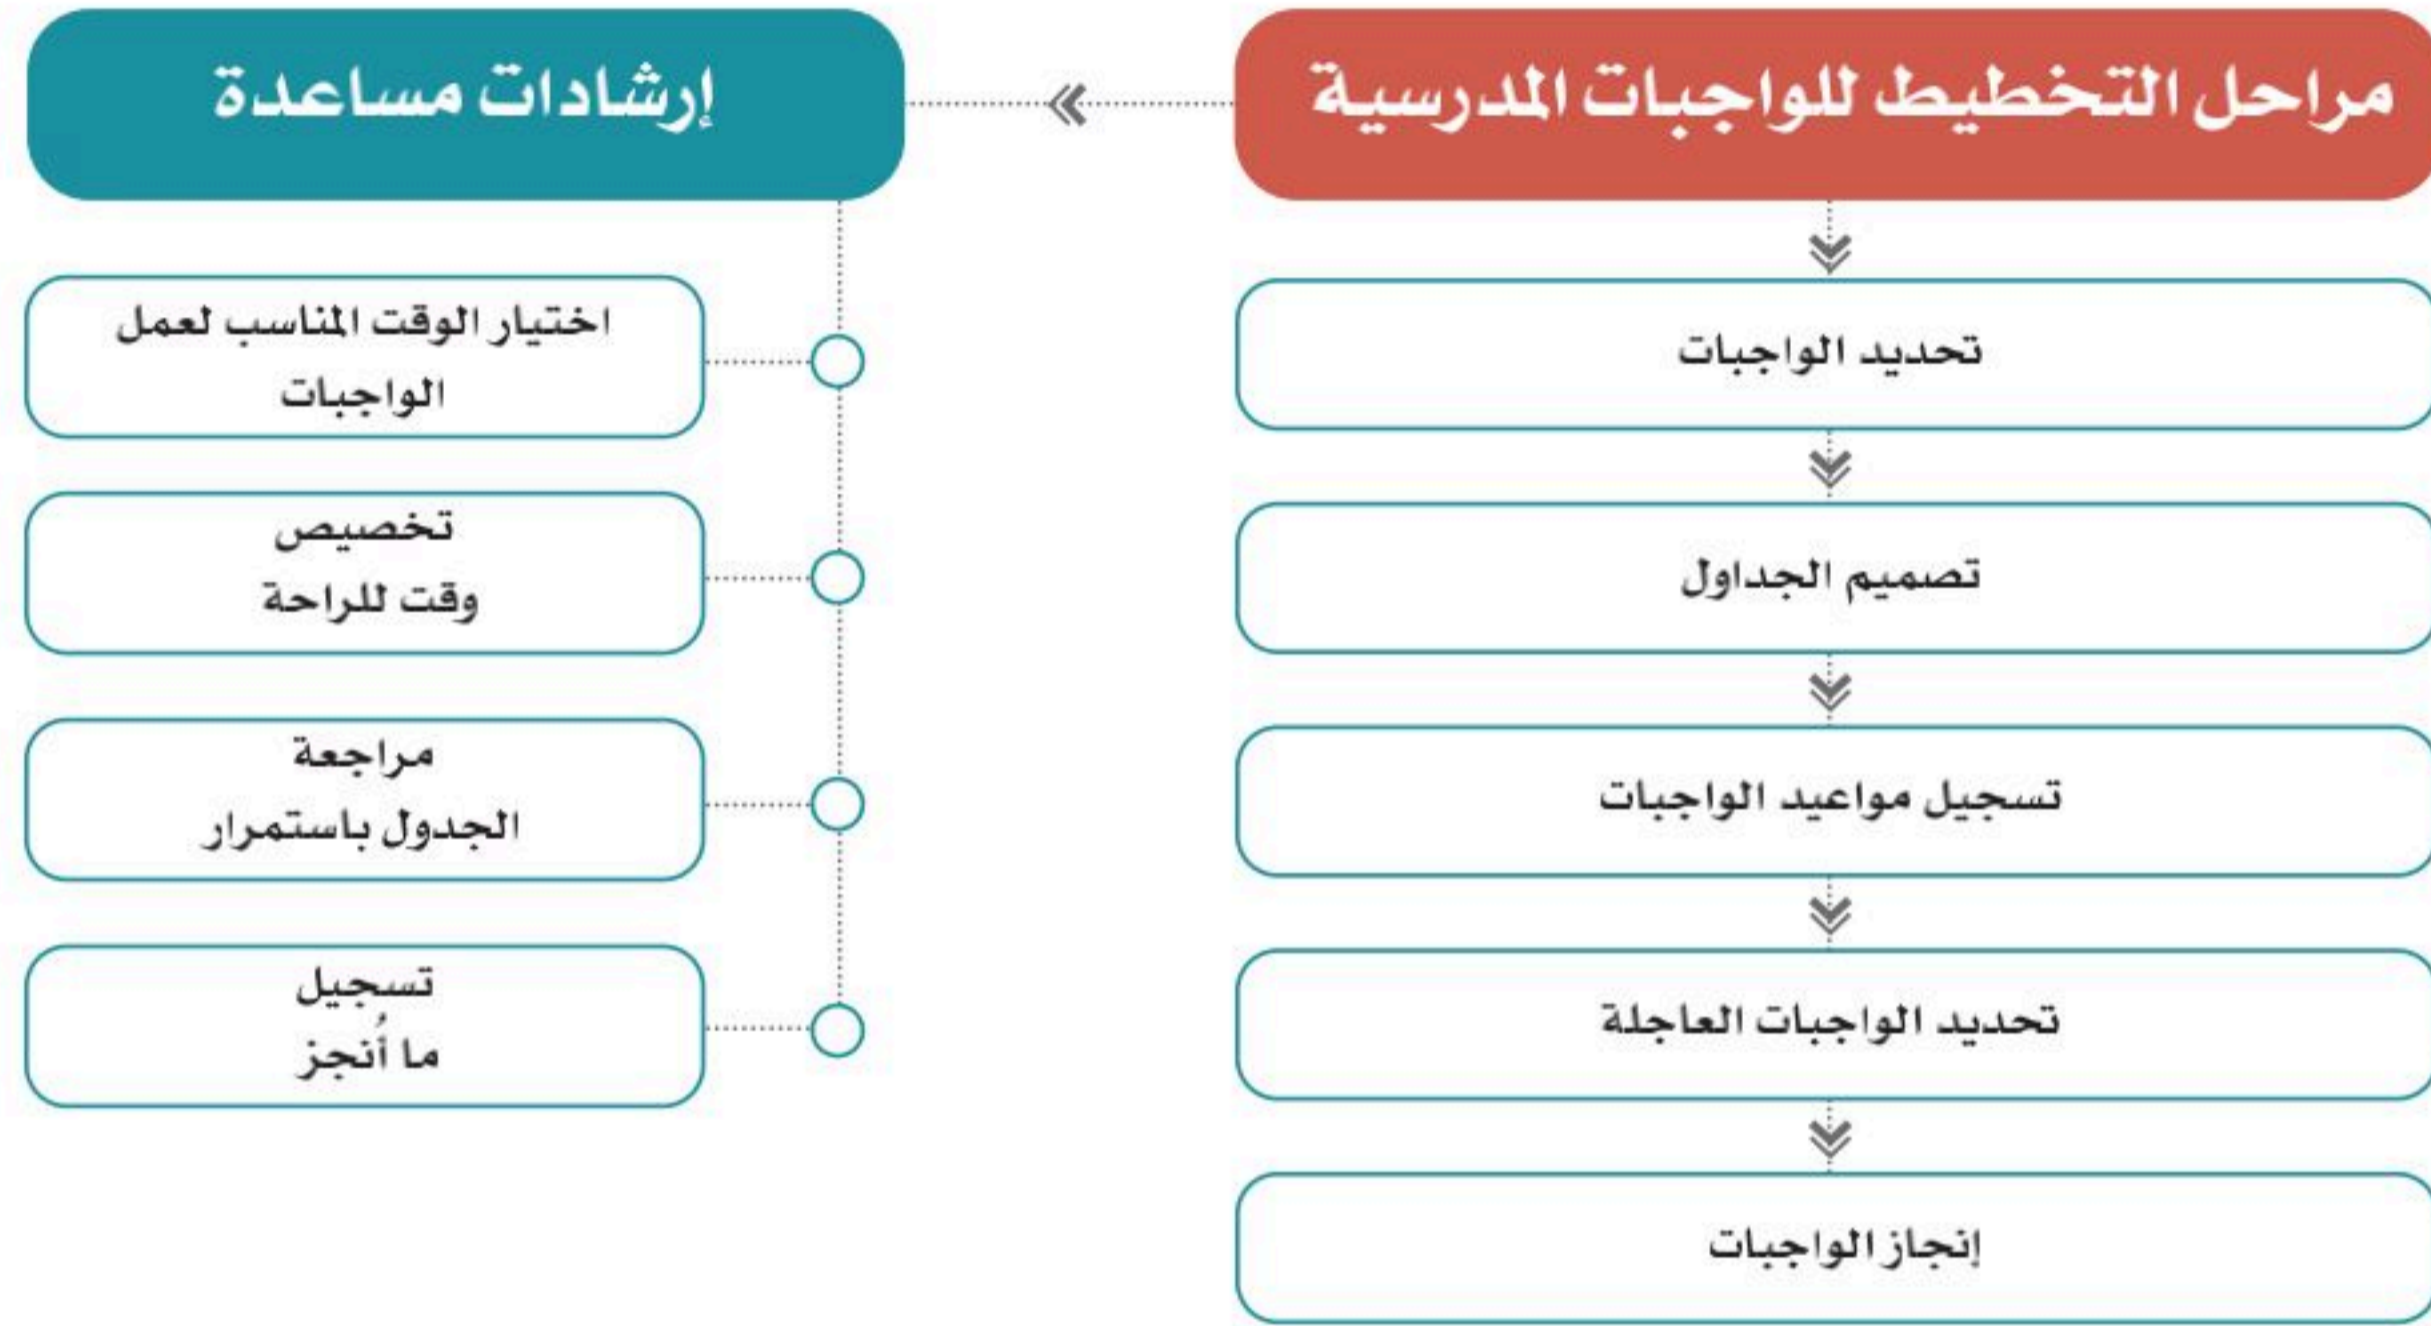 مراحل التخطيط للواجبات المدرسية
تحديد الواجبات
تصميم الجداول
تسجيل مواعيد الواجبات
تحديد الواجبات العاجلة
إنجاز الواجبات
إرشادات مساعدة
اختيار الوقت المناسب لعمل
الواجبات
تخصيص
وقت للراحة
مراجعة
الجدول باستمرار
تسجيل
ما أُنجز